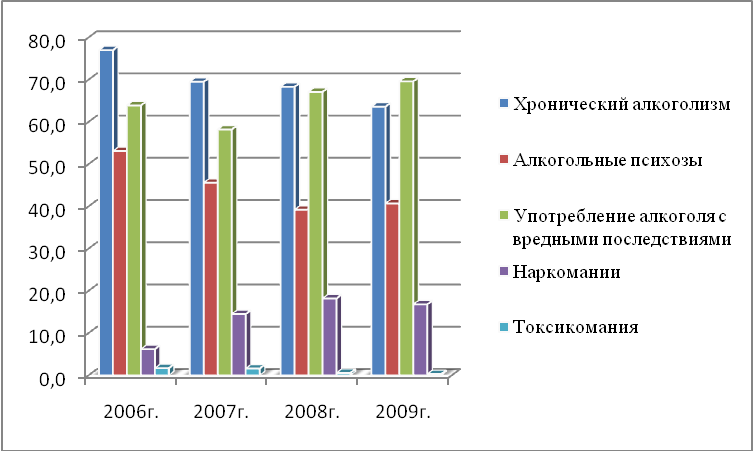 80,0
70,0
60,0
50,0
40,0
30,0
20,0
10,0
0,0
2006г.
2007г.
2008г.
2009г.
Хронический алкоголизм
Алкогольные психозы
Употребление алкоголя с
вредными последствиями
Наркомании
Токсикомания